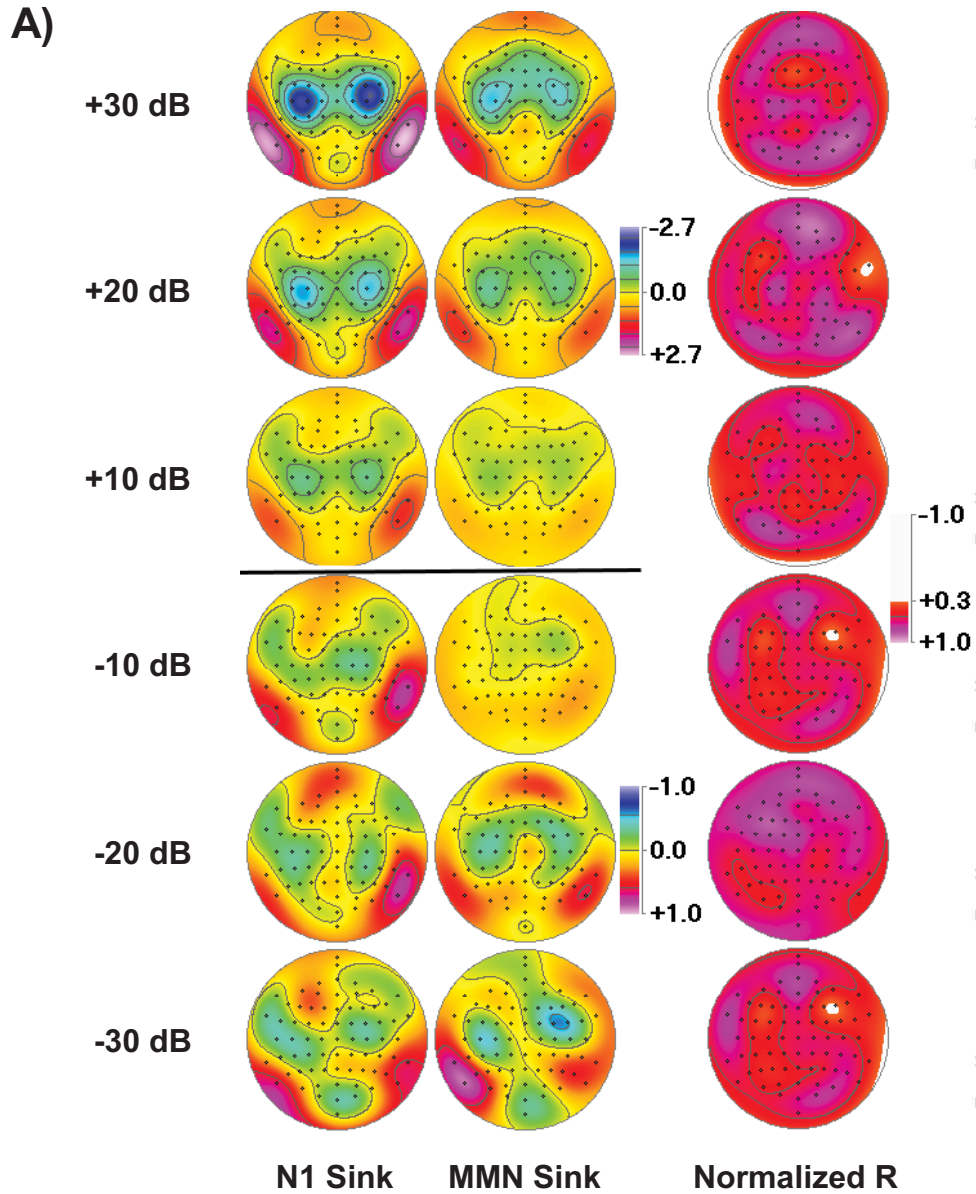 A)
+30 dB
+20 dB
-2.7
0.0
+2.7
+10 dB
-1.0
+0.3
+1.0
-10 dB
-20 dB
-1.0
0.0
+1.0
-30 dB
N1 Sink MMN Sink Normalized R